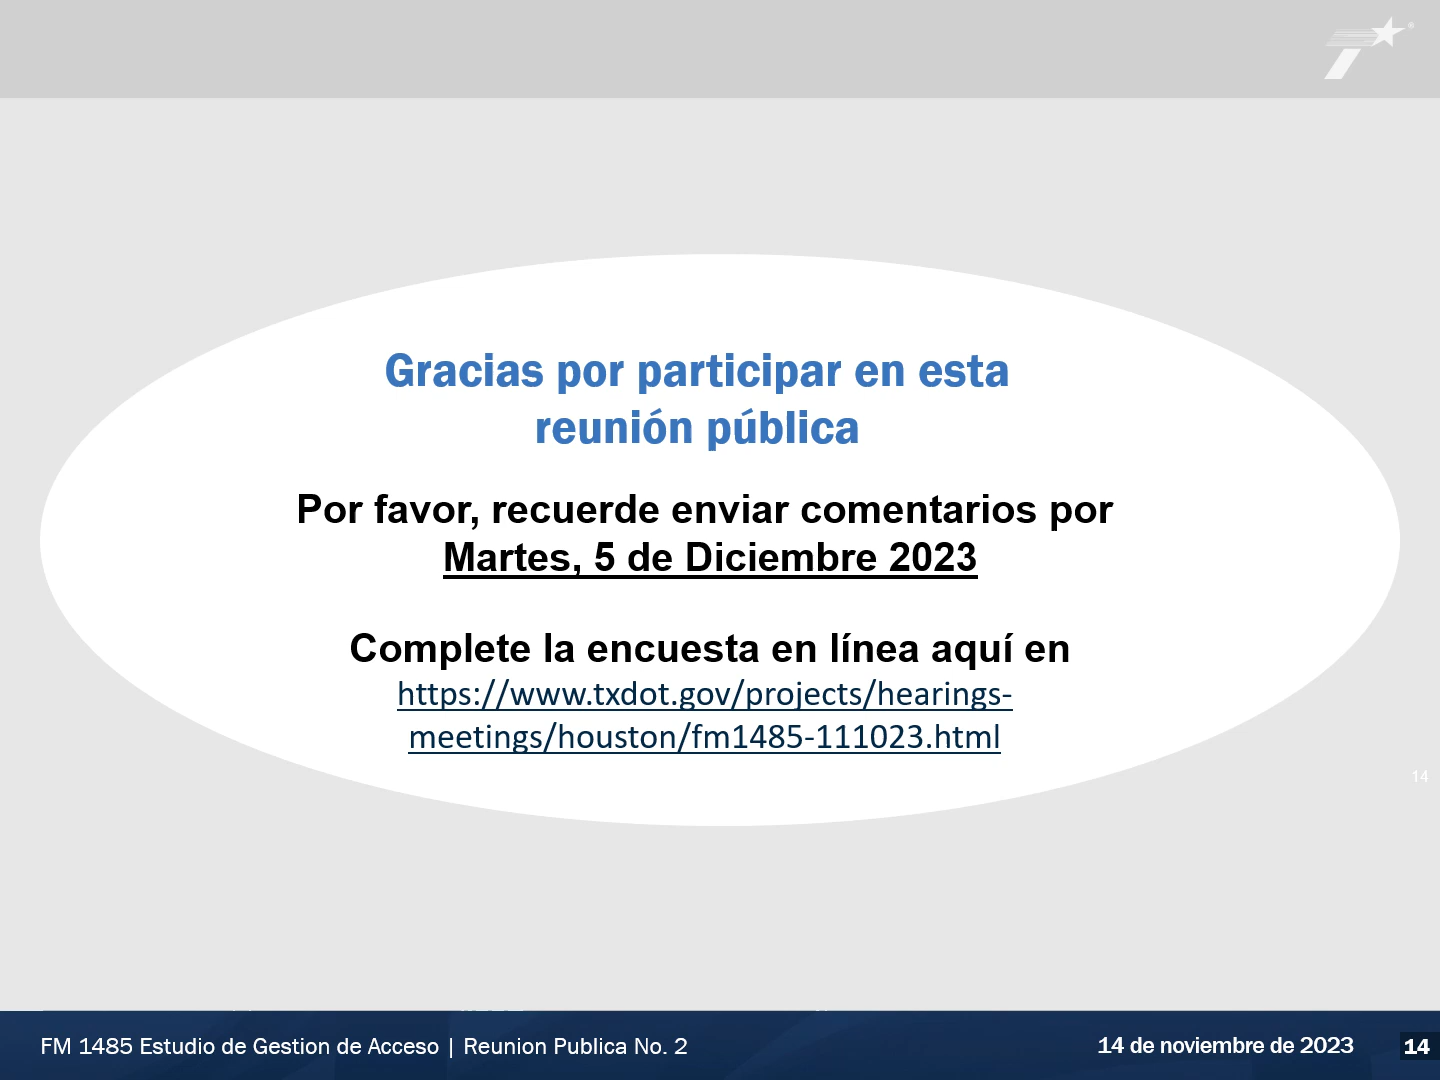 Gracias por participar en esta
reunión pública
Por favor, recuerde enviar comentarios por
Martes, 5 de Diciembre 2023
Complete la encuesta en línea aquí en
https://www.txdot.gov/projects/hearings-
meetings/houston/fm1485-111023.html
14
FM 1485 Estudio de Gestion de Acceso | Reunion Publica No. 2
14 de noviembre de 2023
14